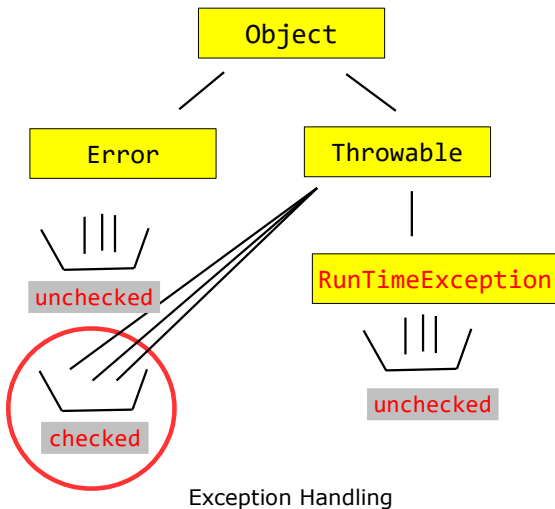 Object
Error
Throwable
unchecked
RunTimeException
checked
unchecked
Exception Handling